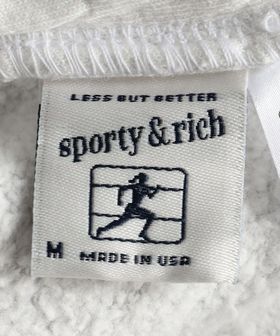 LESS BUT BETTER
sporty & rich
M MADE IN USA